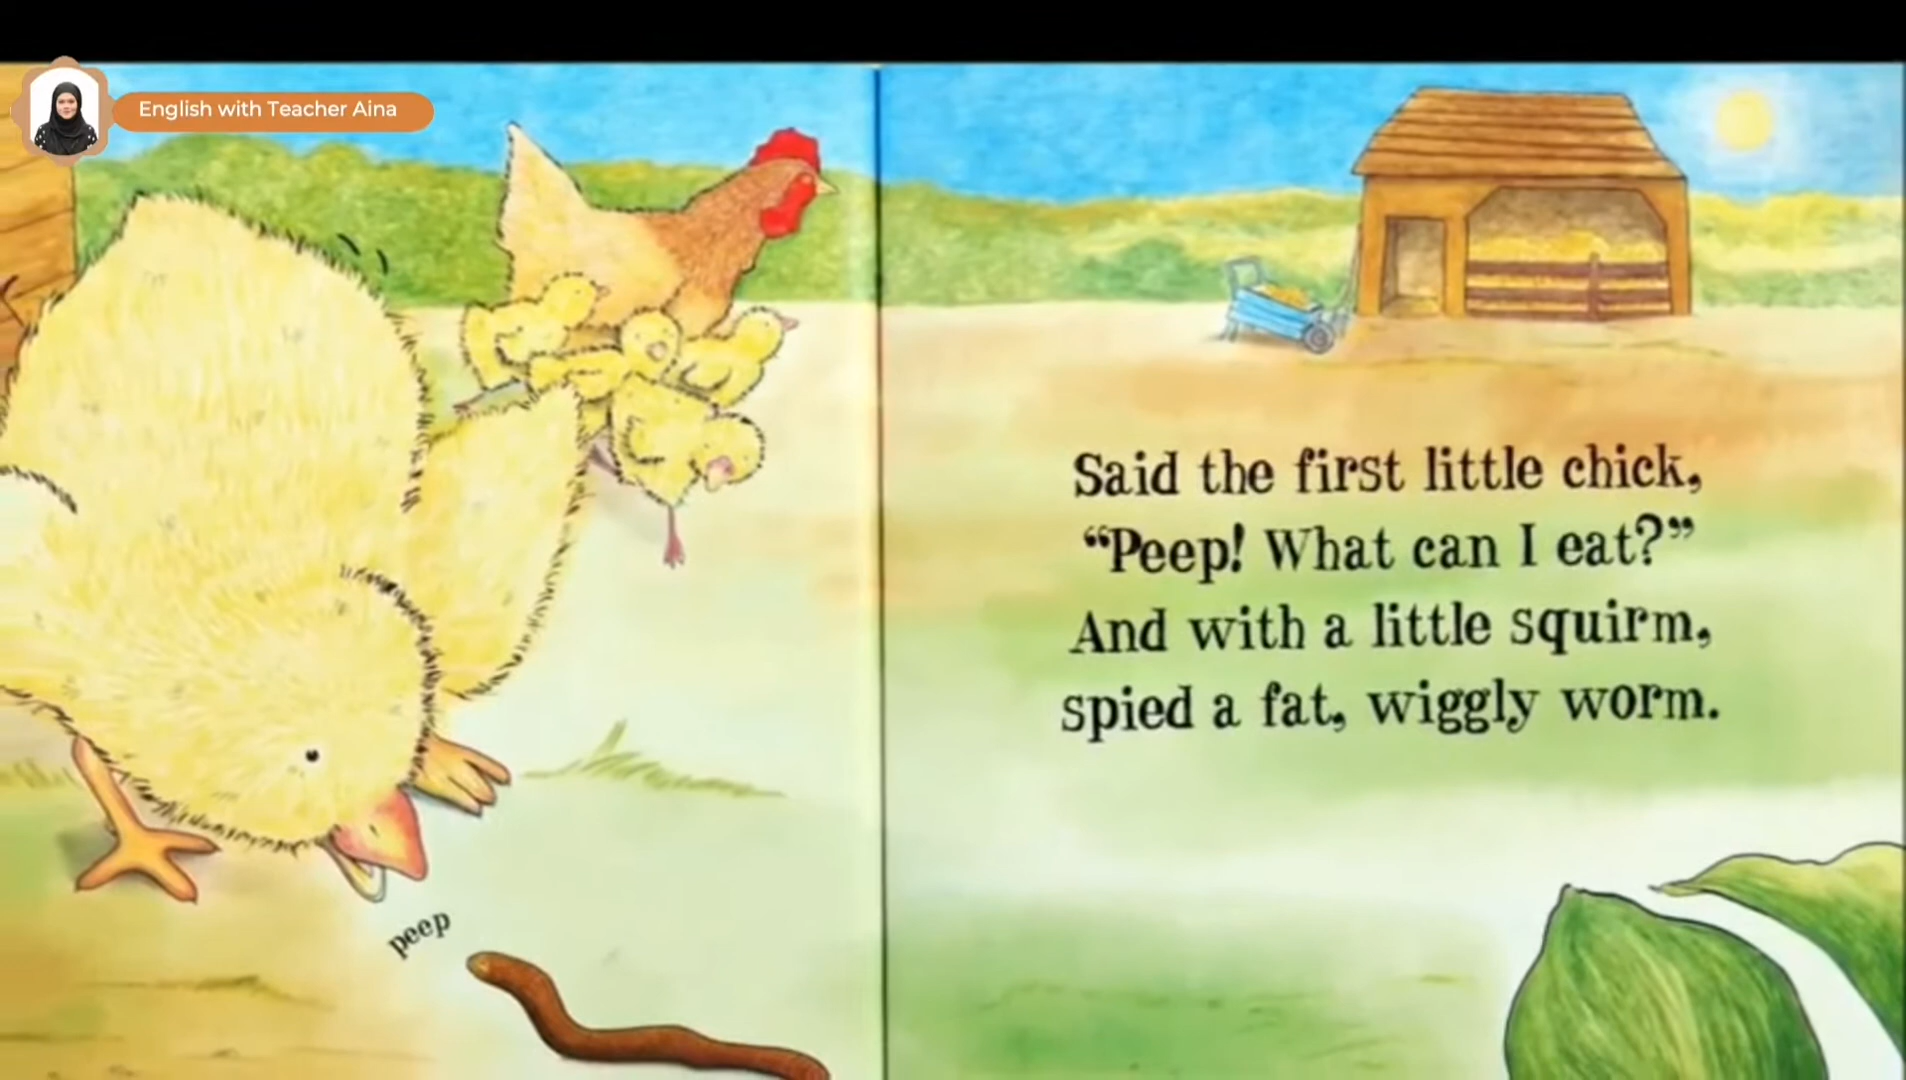 English with Teacher Aina
Said the first little chick,
“Peep! What can I eat?”
And with a little squirm,
spied a fat, wiggly worm.
peep